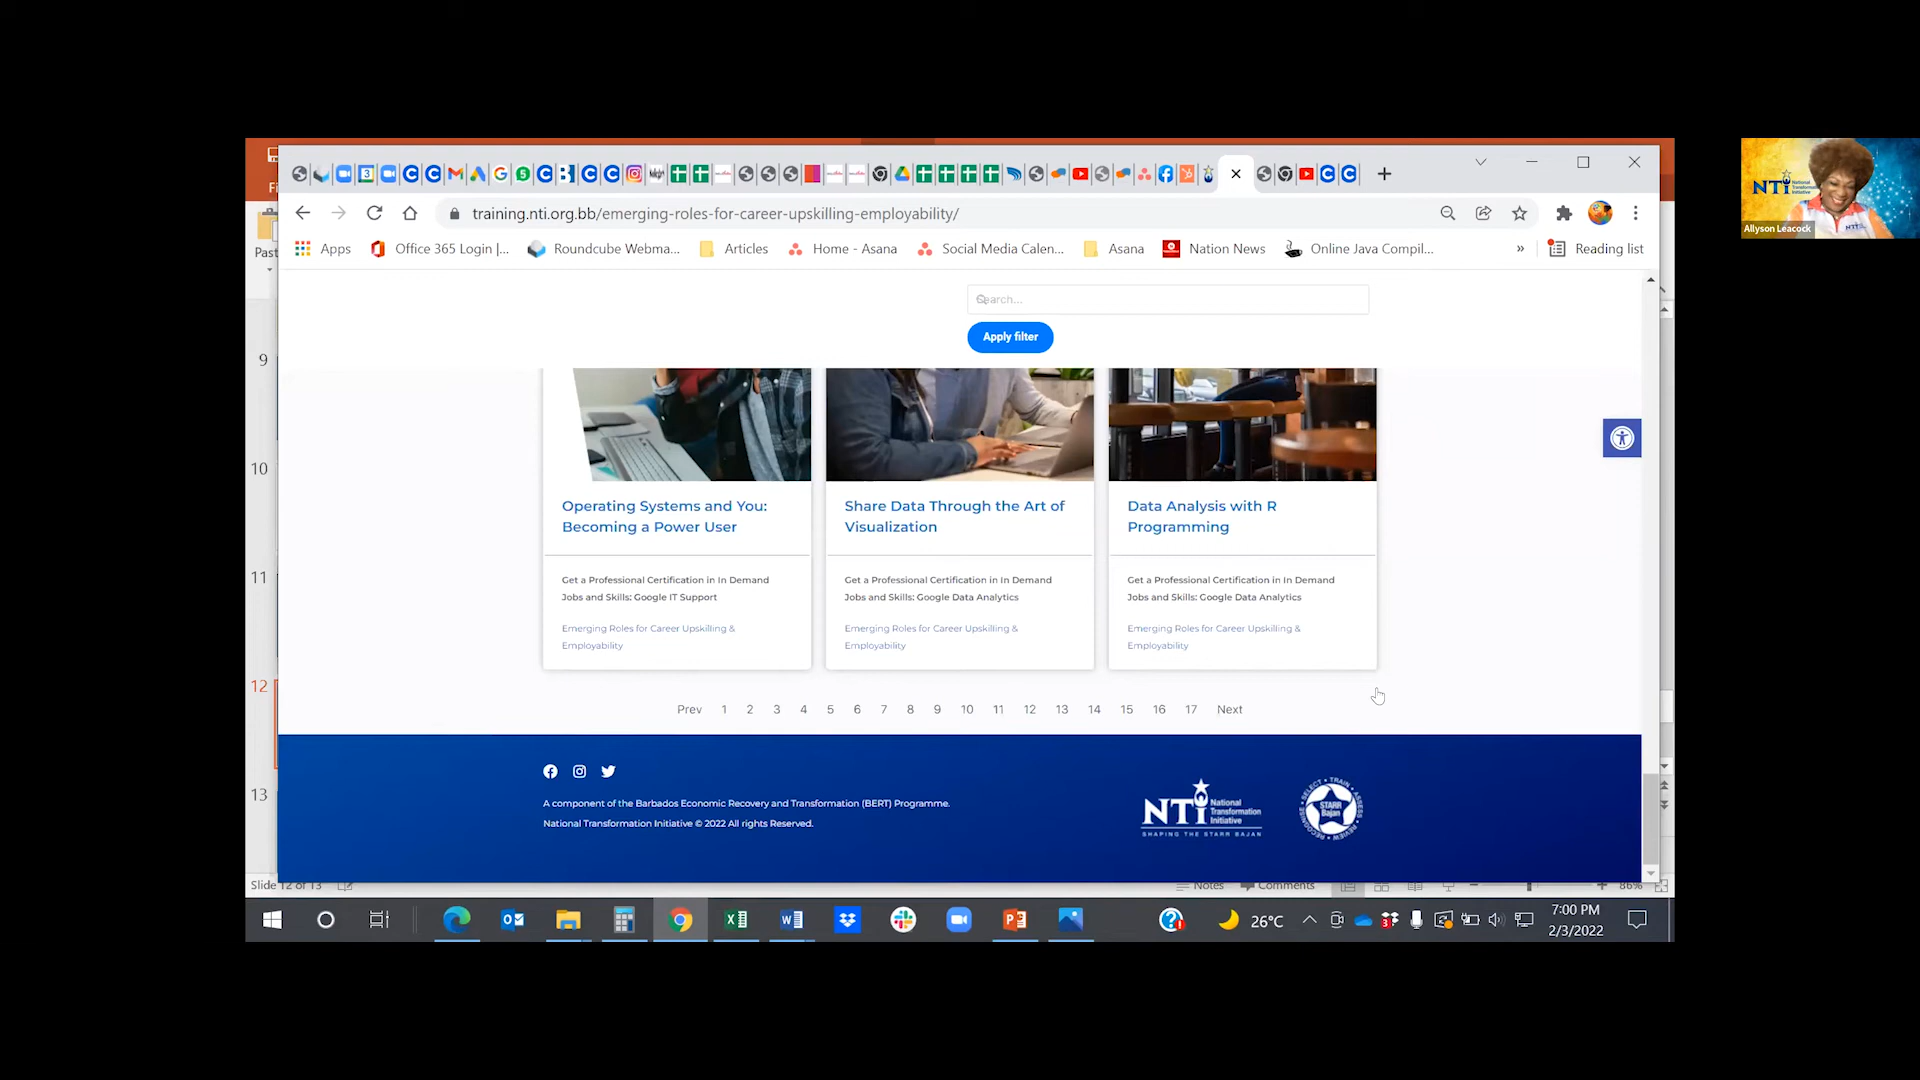 training.nti.org.bb/emerging-roles-for-career-upskilling-employability/
Apps
Office 365 Login |...
Roundcube Webma...
Articles
Home - Asana
Social Media Calen...
Asana
Nation News
Online Java Compil...
»
Reading list
Past
Search...
Apply filter
9
10
11
12
13
Operating Systems and You:
Becoming a Power User
Get a Professional Certification in In Demand
Jobs and Skills: Google IT Support
Emerging Roles for Career Upskilling &
Employability
Share Data Through the Art of
Visualization
Get a Professional Certification in In Demand
Jobs and Skills: Google Data Analytics
Emerging Roles for Career Upskilling &
Employability
Data Analysis with R
Programming
Get a Professional Certification in In Demand
Jobs and Skills: Google Data Analytics
Emerging Roles for Career Upskilling &
Employability
Prev 1 2 3 4 5 6 7 8 9 10 11 12 13 14 15 16 17 Next
A component of the Barbados Economic Recovery and Transformation (BERT) Programme.
National Transformation Initiative © 2022 All rights Reserved.
NTi National
Transformation
Initiative
SHAPING THE STARR BAJAN
SELECT • TRAIN • ASSESS • REVIEW • RECOGNISE
STARR
Bajan
Slide 12 of 13
Notes
Comments
86%
26°C
7:00 PM
2/3/2022
NTi
Allyson Leacock